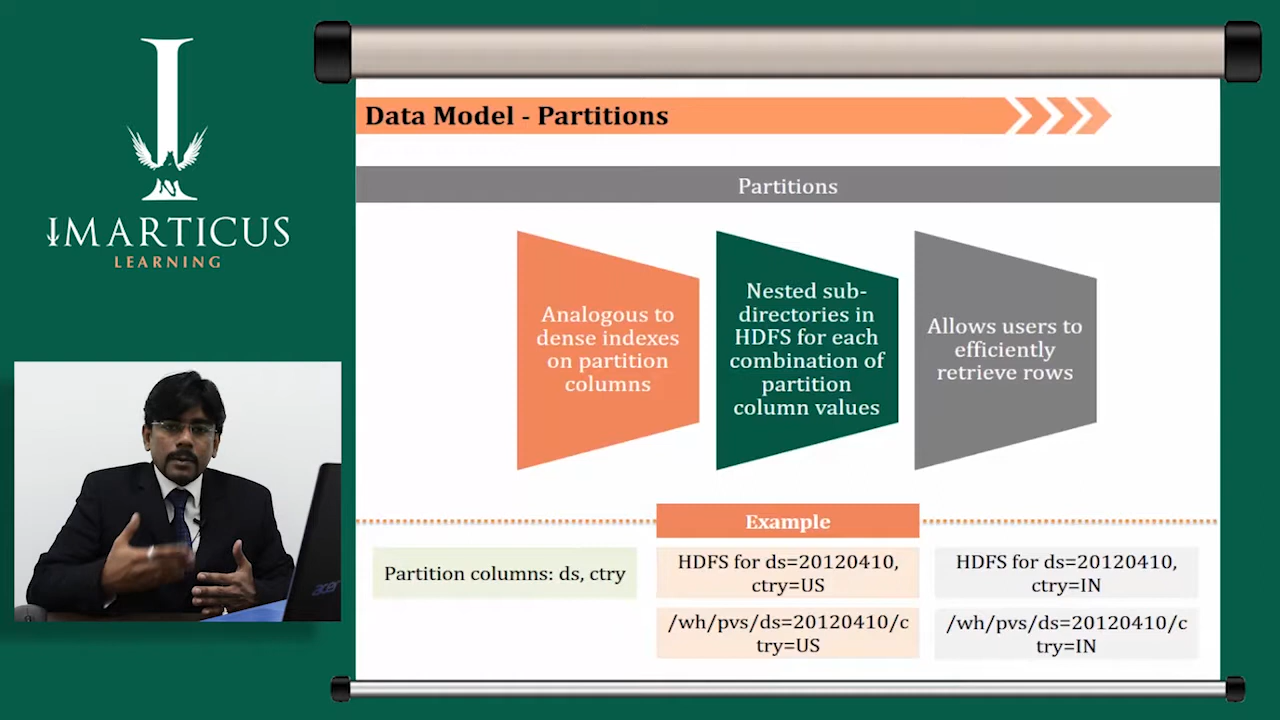 IMARTICUS
LEARNING
Data Model - Partitions
Partitions
Analogous to
dense indexes
on partition
columns
Nested sub-
directories in
HDFS for each
combination of
partition
column values
Allows users to
efficiently
retrieve rows
Example
Partition columns: ds, ctry
HDFS for ds=20120410,
ctry=US
HDFS for ds=20120410,
ctry=IN
/wh/pvs/ds=20120410/c
try=US
/wh/pvs/ds=20120410/c
try=IN
acer